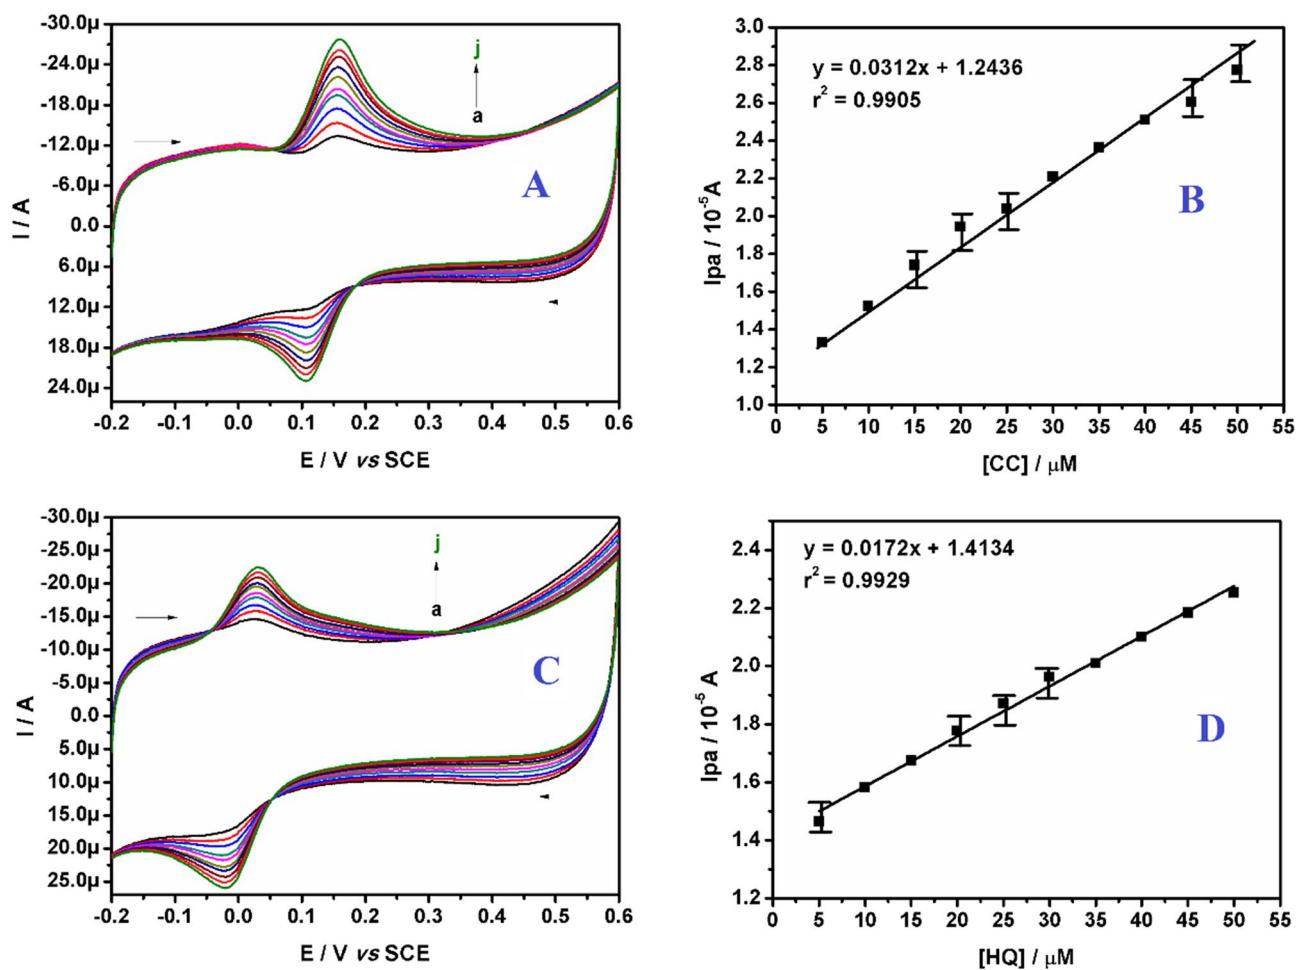 -30.0µ
-24.0µ
-18.0µ
-12.0µ
-6.0µ
0.0
6.0µ
12.0µ
18.0µ
24.0µ
I / A
j
a
A
-0.2 -0.1 0.0 0.1 0.2 0.3 0.4 0.5 0.6
E / V vs SCE
3.0
2.8
2.6
2.4
2.2
2.0
1.8
1.6
1.4
1.2
1.0
Ipa / 10-5A
y = 0.0312x + 1.2436
r2 = 0.9905
B
0 5 10 15 20 25 30 35 40 45 50 55
[CC] / µM
-30.0µ
-25.0µ
-20.0µ
-15.0µ
-10.0µ
-5.0µ
0.0
5.0µ
10.0µ
15.0µ
20.0µ
25.0µ
I / A
j
a
C
-0.2 -0.1 0.0 0.1 0.2 0.3 0.4 0.5 0.6
E / V vs SCE
2.4
2.2
2.0
1.8
1.6
1.4
1.2
Ipa / 10-5 A
y = 0.0172x + 1.4134
r2 = 0.9929
D
0 5 10 15 20 25 30 35 40 45 50 55
[HQ] / µM